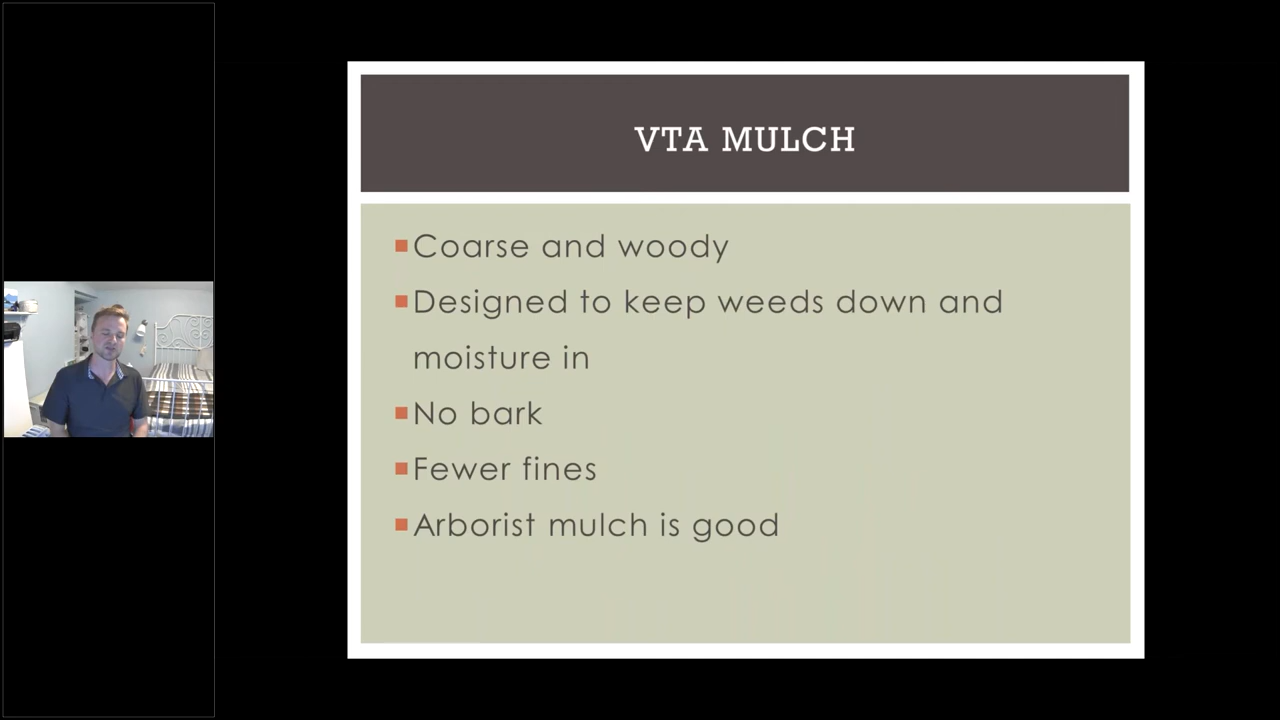 VTA MULCH
Coarse and woody
Designed to keep weeds down and
moisture in
No bark
Fewer fines
Arborist mulch is good